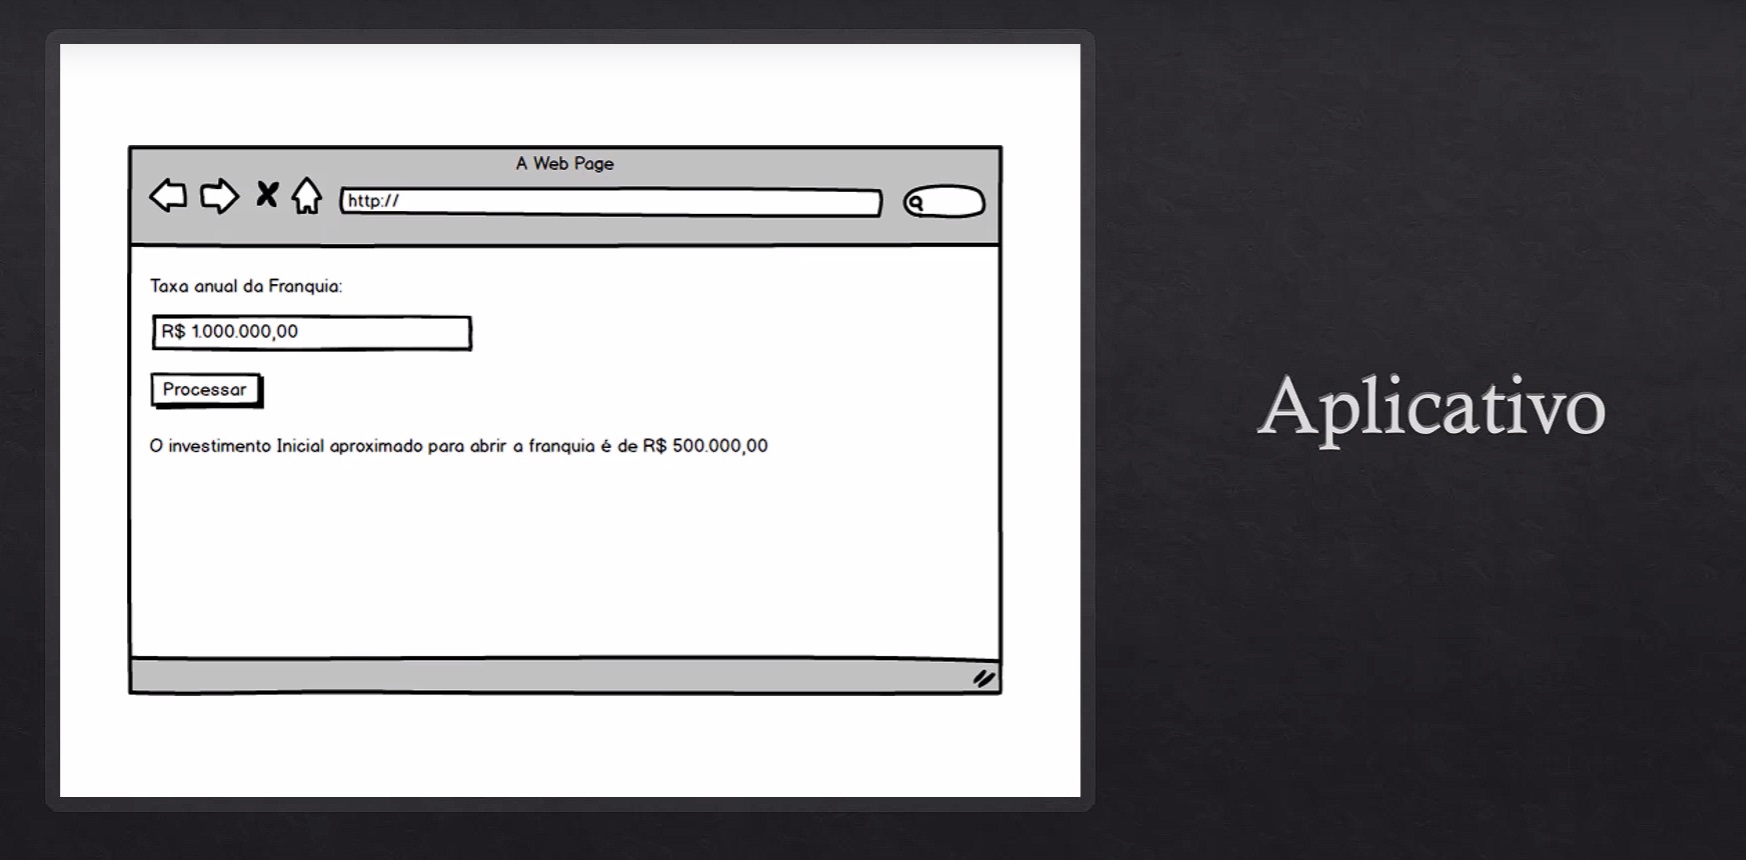 A Web Page
http://
Taxa anual da Franquia:
R$ 1.000.000,00
Processar
O investimento Inicial aproximado para abrir a franquia é de R$ 500.000,00
Aplicativo